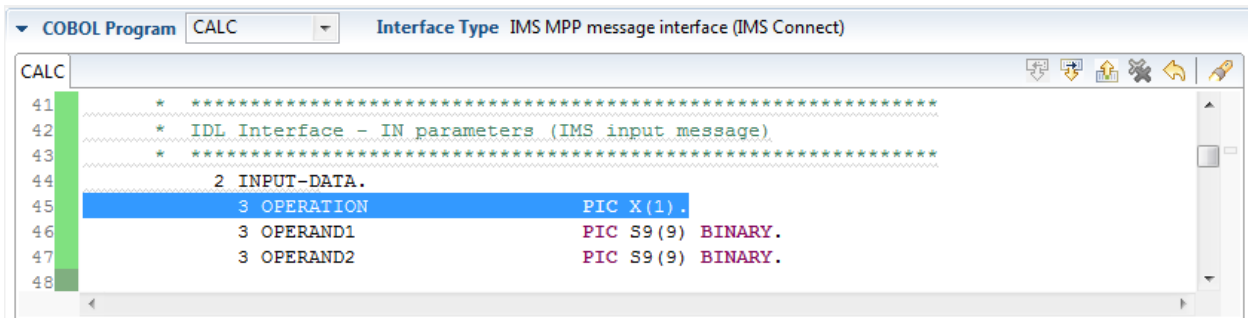 COBOL Program CALC Interface Type IMS MPP message interface (IMS Connect)
CALC
41 * ***************************************************************
42 * IDL Interface - IN parameters (IMS input message)
43 * ***************************************************************
44 2 INPUT-DATA.
45 3 OPERATION PIC X(1).
46 3 OPERAND1 PIC S9(9) BINARY.
47 3 OPERAND2 PIC S9(9) BINARY.
48